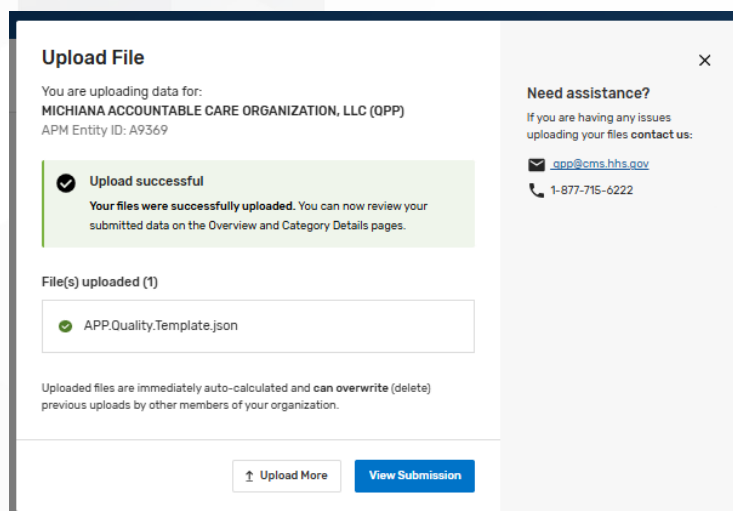 Upload File
You are uploading data for:
MICHIANA ACCOUNTABLE CARE ORGANIZATION, LLC (QPP)
APM Entity ID: A9369
Upload successful
Your files were successfully uploaded. You can now review your
submitted data on the Overview and Category Details pages.
File(s) uploaded (1)
APP.Quality.Template.json
Uploaded files are immediately auto-calculated and can overwrite (delete)
previous uploads by other members of your organization.
Upload More
View Submission
Need assistance?
If you are having any issues
uploading your files contact us:
qpp@cms.hhs.gov
1-877-715-6222